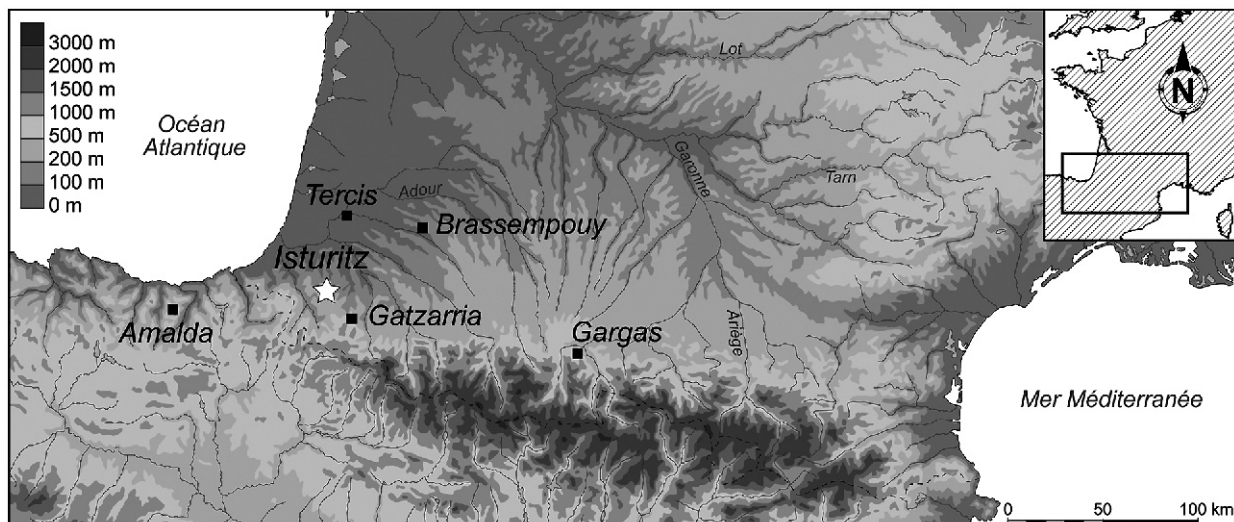 3000 m
2000 m
1500 m
1000 m
500 m
200 m
100 m
0 m
Océan
Atlantique
Lot
Garonne
Tarn
Adour
Tercis
Brassempouy
Isturitz
Gatzarria
Amalda
Gargas
Ariège
Mer Méditerranée
N
0 50 100 km